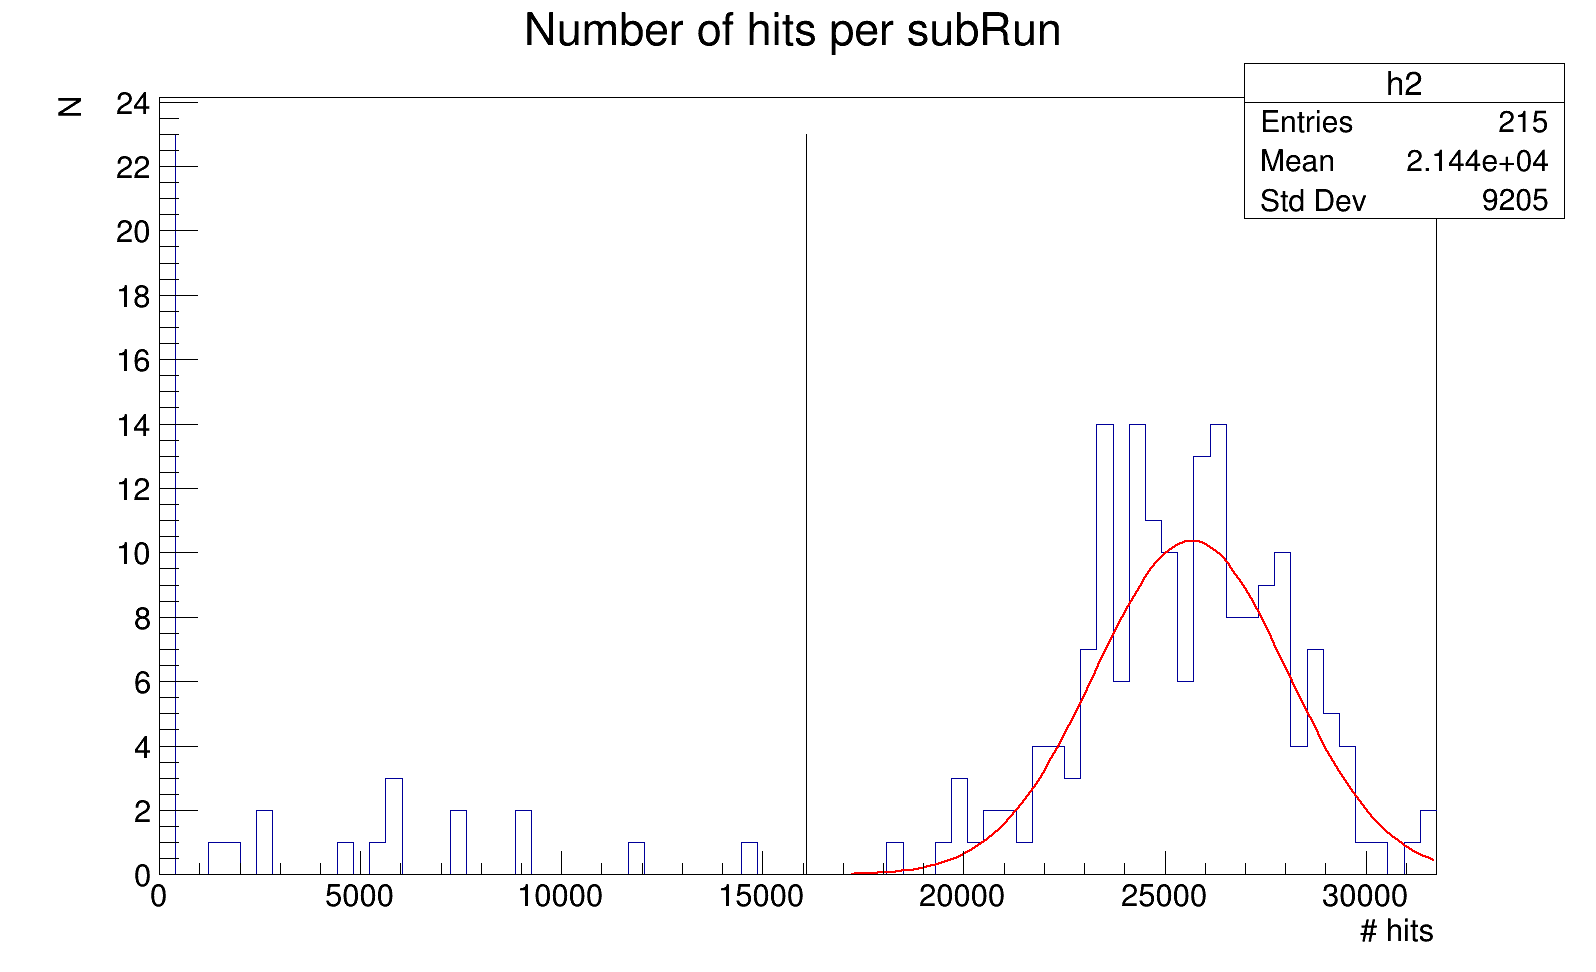 Number of hits per subRun
h2
Entries 215
Mean 2.144e+04
Std Dev 9205
N
24
22
20
18
16
14
12
10
8
6
4
2
0
0 5000 10000 15000 20000 25000 30000
# hits